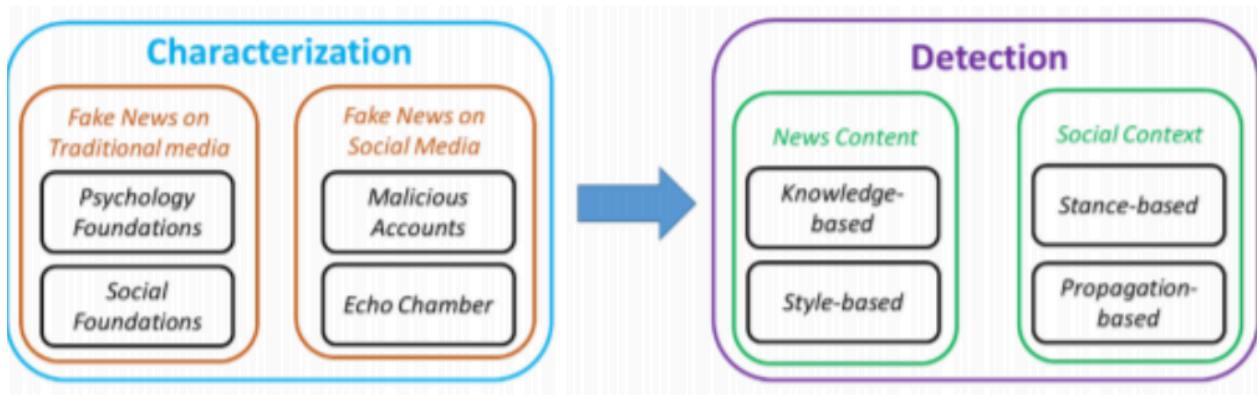 Characterization
Fake News on
Traditional media
Psychology
Foundations
Social
Foundations
Fake News on
Social Media
Malicious
Accounts
Echo Chamber
Detection
News Content
Knowledge-
based
Style-based
Social Context
Stance-based
Propagation-
based